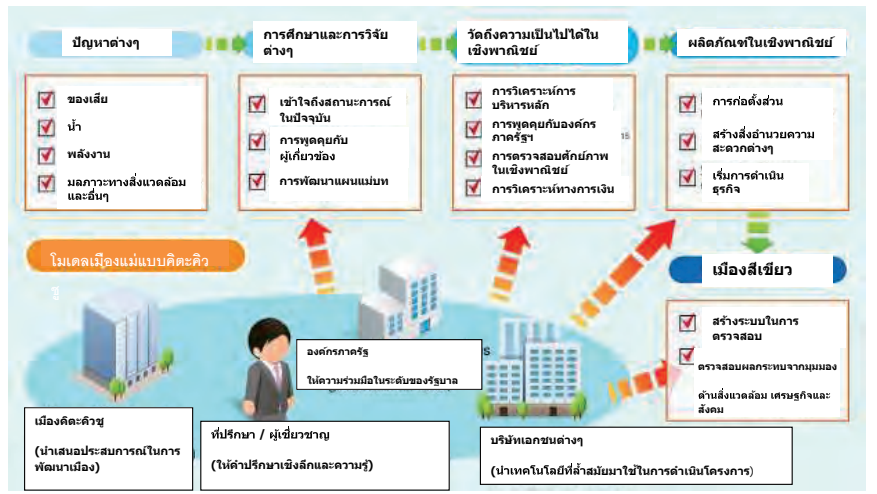 ปัญหาต่างๆ
การศึกษาและการวิจัย
ต่างๆ
วัดถึงความเป็นไปได้ใน
เชิงพาณิชย์
ผลิตภัณฑ์ในเชิงพาณิชย์
ของเสีย
น้ำ
พลังงาน
มลภาวะทางสิ่งแวดล้อม
และอื่นๆ
เข้าใจถึงสถานะการณ์
ในปัจจุบัน
การพูดคุยกับ
ผู้เกี่ยวข้อง
การพัฒนาแผนแม่บท
การวิเคราะห์การ
บริหารหลัก
การพูดคุยกับองค์กร
ภาครัฐฯ
การตรวจสอบศักย์ภาพ
ในเชิงพาณิชย์
การวิเคราะห์ทางการเงิน
15
การก่อตั้งส่วน
สร้างสิ่งอำนวยความ
สะดวกต่างๆ
เริ่มการดำเนิน
ธุรกิจ
โมเดลเมืองแม่แบบคิตะคิว
ชู
เมืองสีเขียว
สร้างระบบในการ
ตรวจสอบ
ตรวจสอบผลกระทบจากมุมมอง
ด้านสิ่งแวดล้อม เศรษฐกิจและ
สังคม
องค์กรภาครัฐ
ให้ความร่วมมือในระดับของรัฐบาล
เมืองคิตะคิวชู
(นำเสนอประสบการณ์ในการ
พัฒนาเมือง)
ที่ปรึกษา / ผู้เชี่ยวชาญ
(ให้คำปรึกษาเชิงลึกและความรู้)
บริษัทเอกชนต่างๆ
(นำเทคโนโลยีที่ล้ำสมัยมาใช้ในการดำเนินโครงการ)